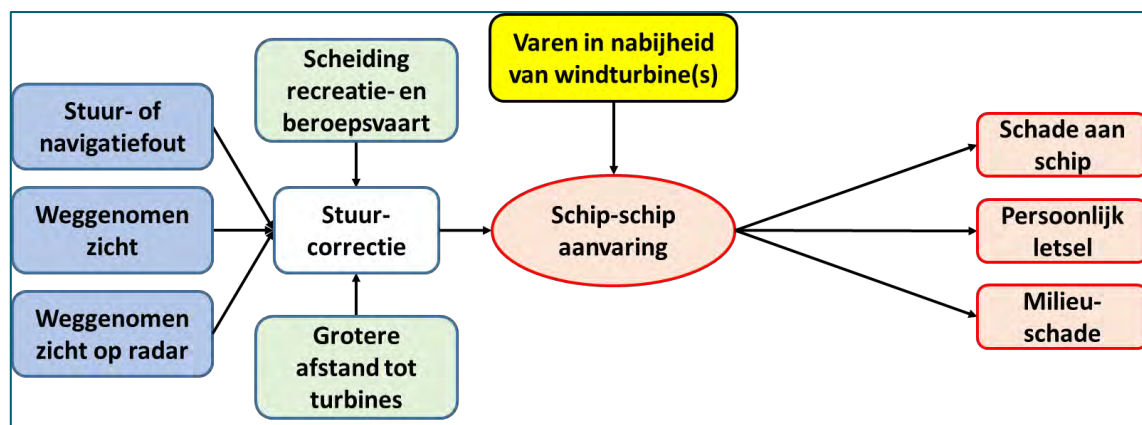 Stuur- of
navigatiefout
Weggenomen
zicht
Weggenomen
zicht op radar
Scheiding
recreatie- en
beroepsvaart
Stuur-
correctie
Grotere
afstand tot
turbines
Varen in nabijheid
van windturbine(s)
Schip-schip
aanvaring
Schade aan
schip
Persoonlijk
letsel
Milieu-
schade